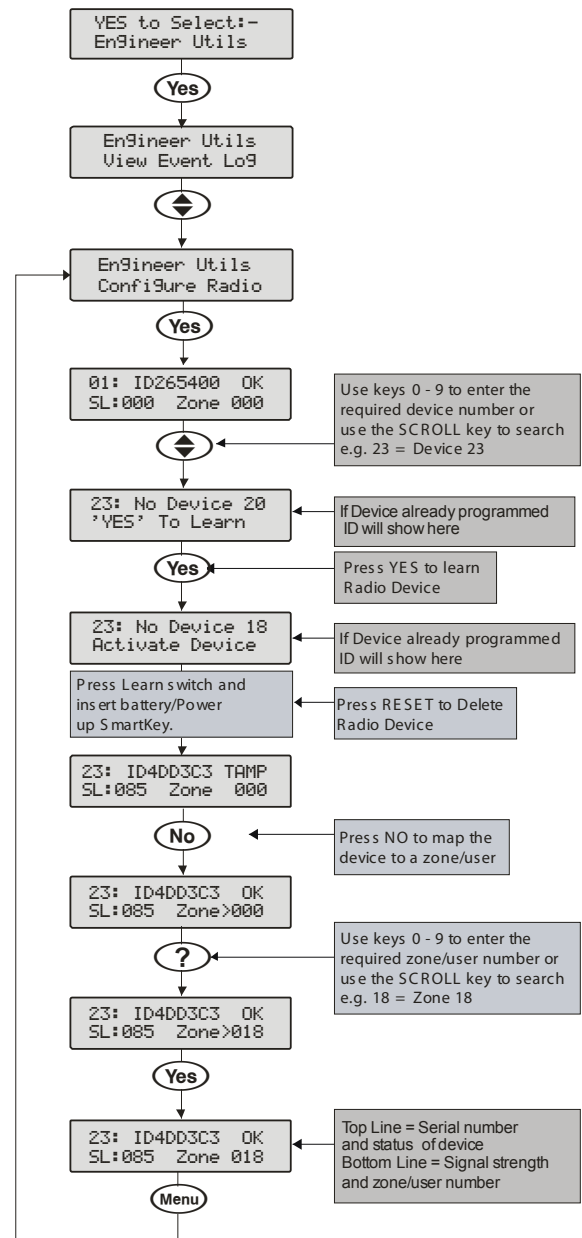 YES to Select:-
Engineer Utils
Yes
Engineer Utils
View Event Log
Engineer Utils
Configure Radio
Yes
01: ID265400 OK
SL:000 Zone 000
Use keys 0 - 9 to enter the
required device number or
use the SCROLL key to search
e.g. 23 = Device 23
23: No Device 20
'YES' To Learn
If Device already programmed
ID will show here
Yes
Press YES to learn
Radio Device
23: No Device 18
Activate Device
If Device already programmed
ID will show here
Press Learn switch and
insert battery/Power
up SmartKey.
Press RESET to Delete
Radio Device
23: ID4DD3C3 TAMP
SL:085 Zone 000
No
Press NO to map the
device to a zone/user
23: ID4DD3C3 OK
SL:085 Zone>000
?
Use keys 0 - 9 to enter the
required zone/user number or
use the SCROLL key to search
e.g. 18 = Zone 18
23: ID4DD3C3 OK
SL:085 Zone>018
Yes
23: ID4DD3C3 OK
SL:085 Zone 018
Top Line = Serial number
and status of device
Bottom Line = Signal strength
and zone/user number
Menu